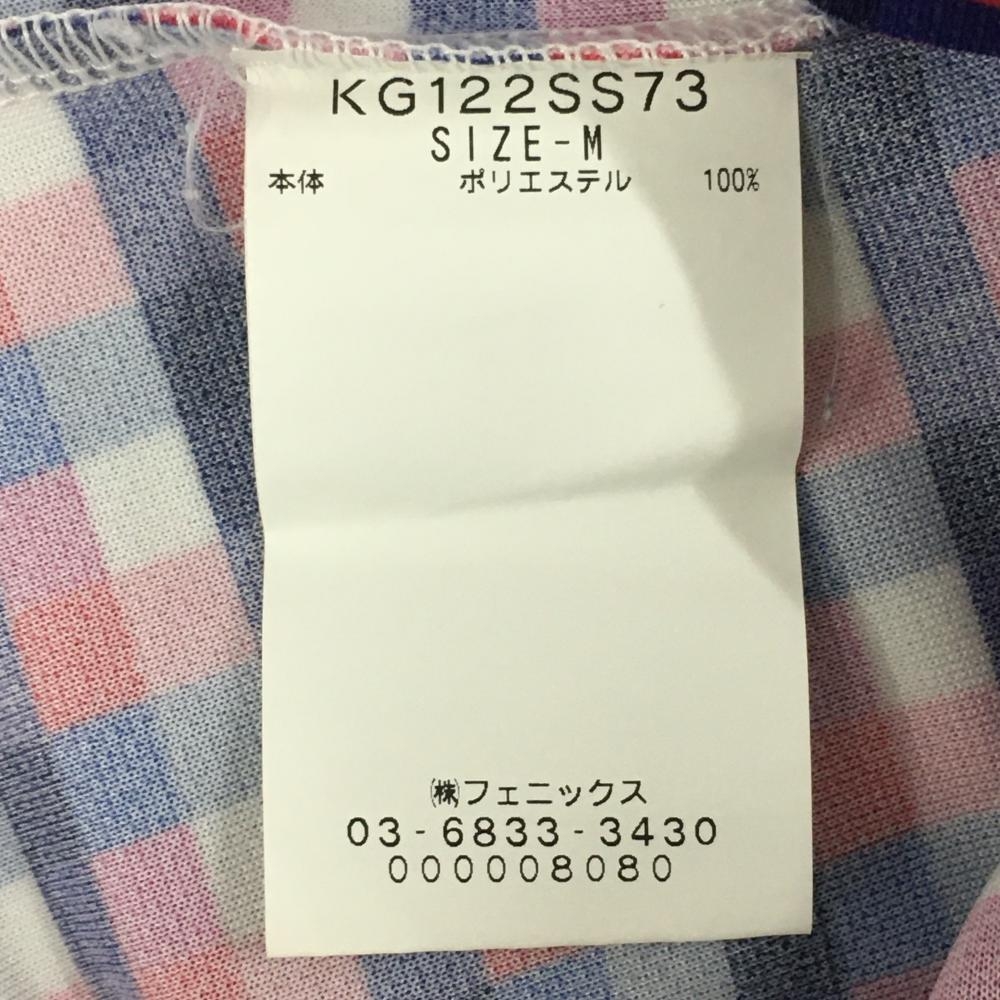 KG122SS73
SIZE-M
本体 ポリエステル 100%
㈱フェニックス
03-6833-3430
000008080